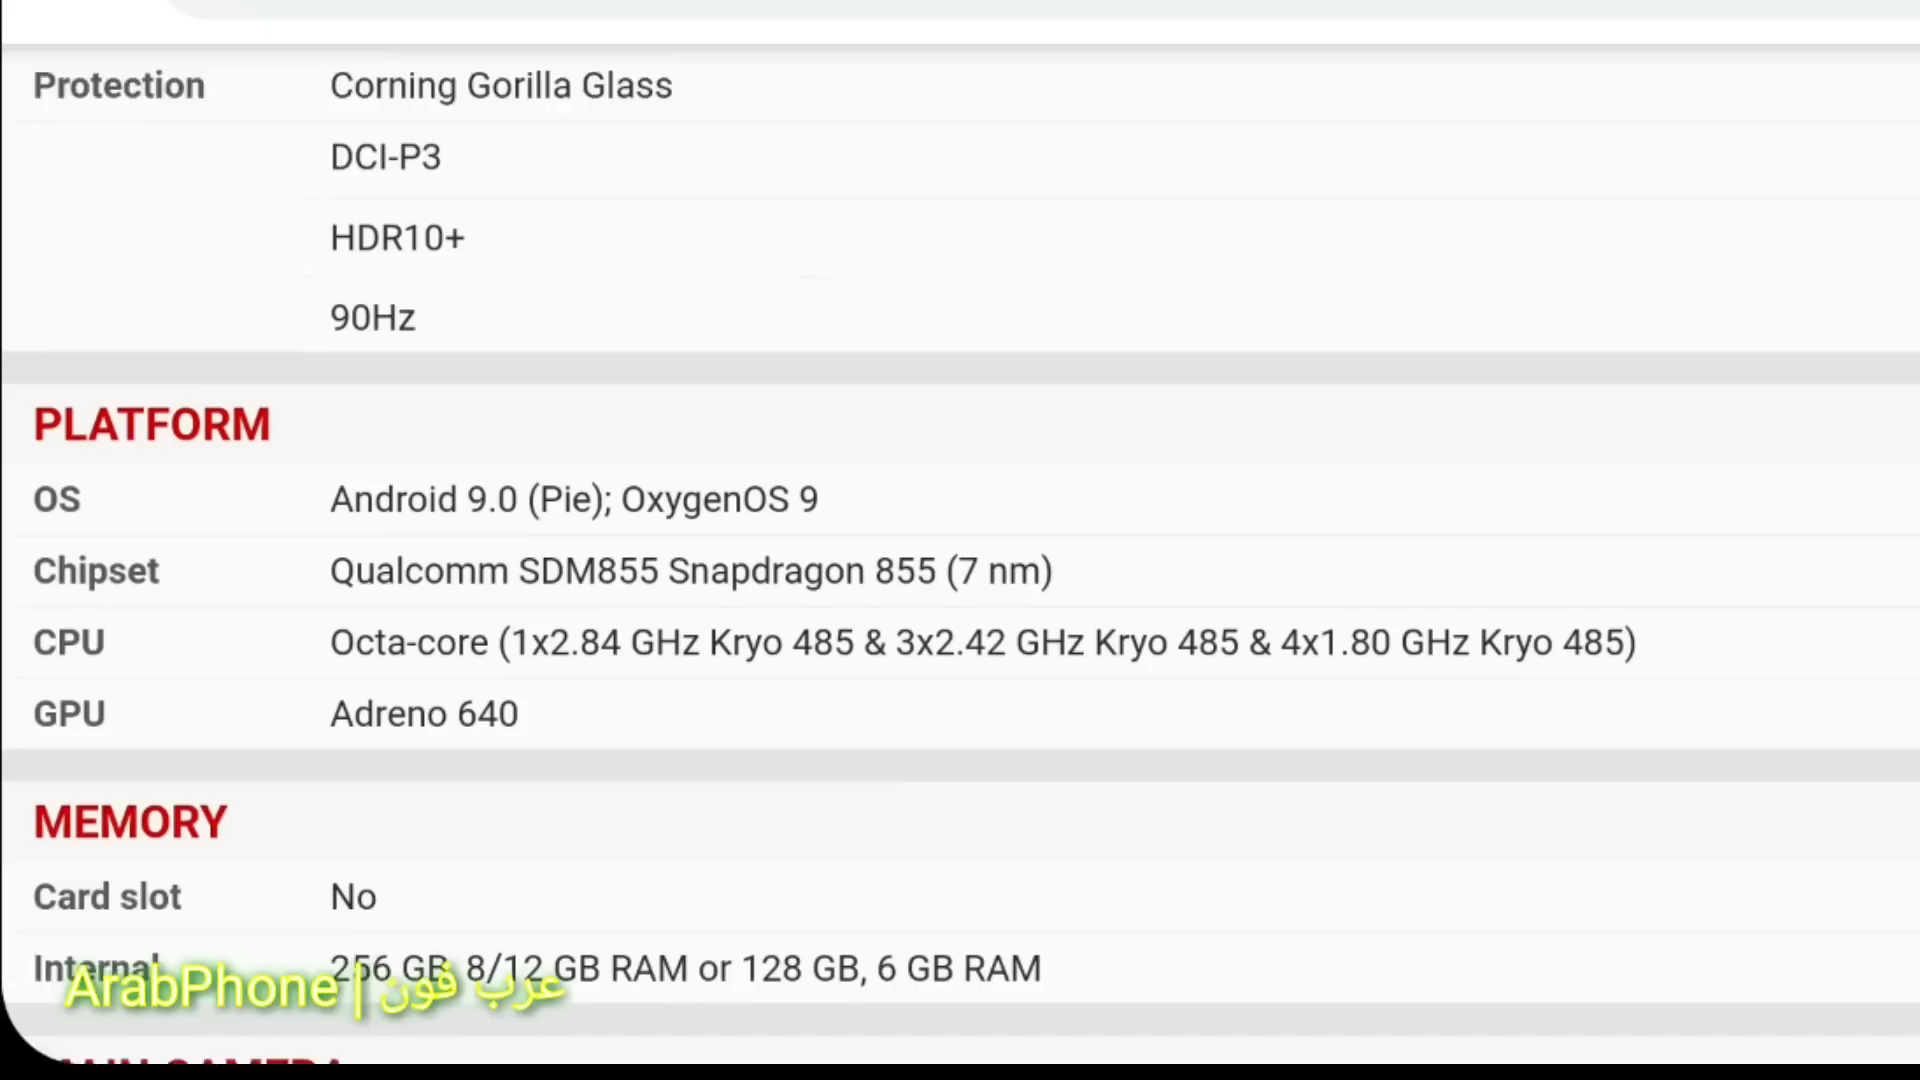 Protection Corning Gorilla Glass
DCI-P3
HDR10+
90Hz
PLATFORM
OS Android 9.0 (Pie); OxygenOS 9
Chipset Qualcomm SDM855 Snapdragon 855 (7 nm)
CPU Octa-core (1x2.84 GHz Kryo 485 & 3x2.42 GHz Kryo 485 & 4x1.80 GHz Kryo 485)
GPU Adreno 640
MEMORY
Card slot No
Internal 256 GB, 8/12 GB RAM or 128 GB, 6 GB RAM
ArabPhone | عرب فون